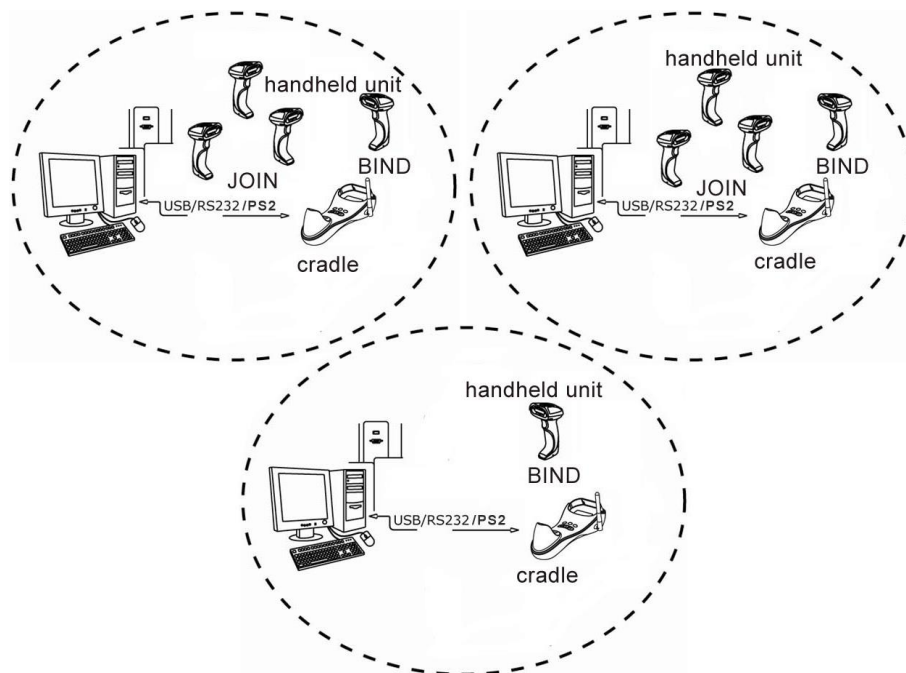 handheld unit
JOIN
BIND
USB/RS232/PS2
cradle
handheld unit
JOIN
BIND
USB/RS232/PS2
cradle
handheld unit
BIND
USB/RS232/PS2
cradle